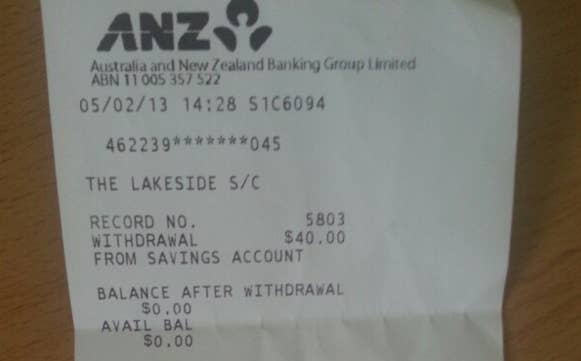 ANZ
Australia and New Zealand Banking Group Limited
ABN 11 005 357 522
05/02/13 14:28 S1C6094
462239*******045
THE LAKESIDE S/C
RECORD NO. 5803
WITHDRAWAL $40.00
FROM SAVINGS ACCOUNT
BALANCE AFTER WITHDRAWAL
$0.00
AVAIL BAL
$0.00